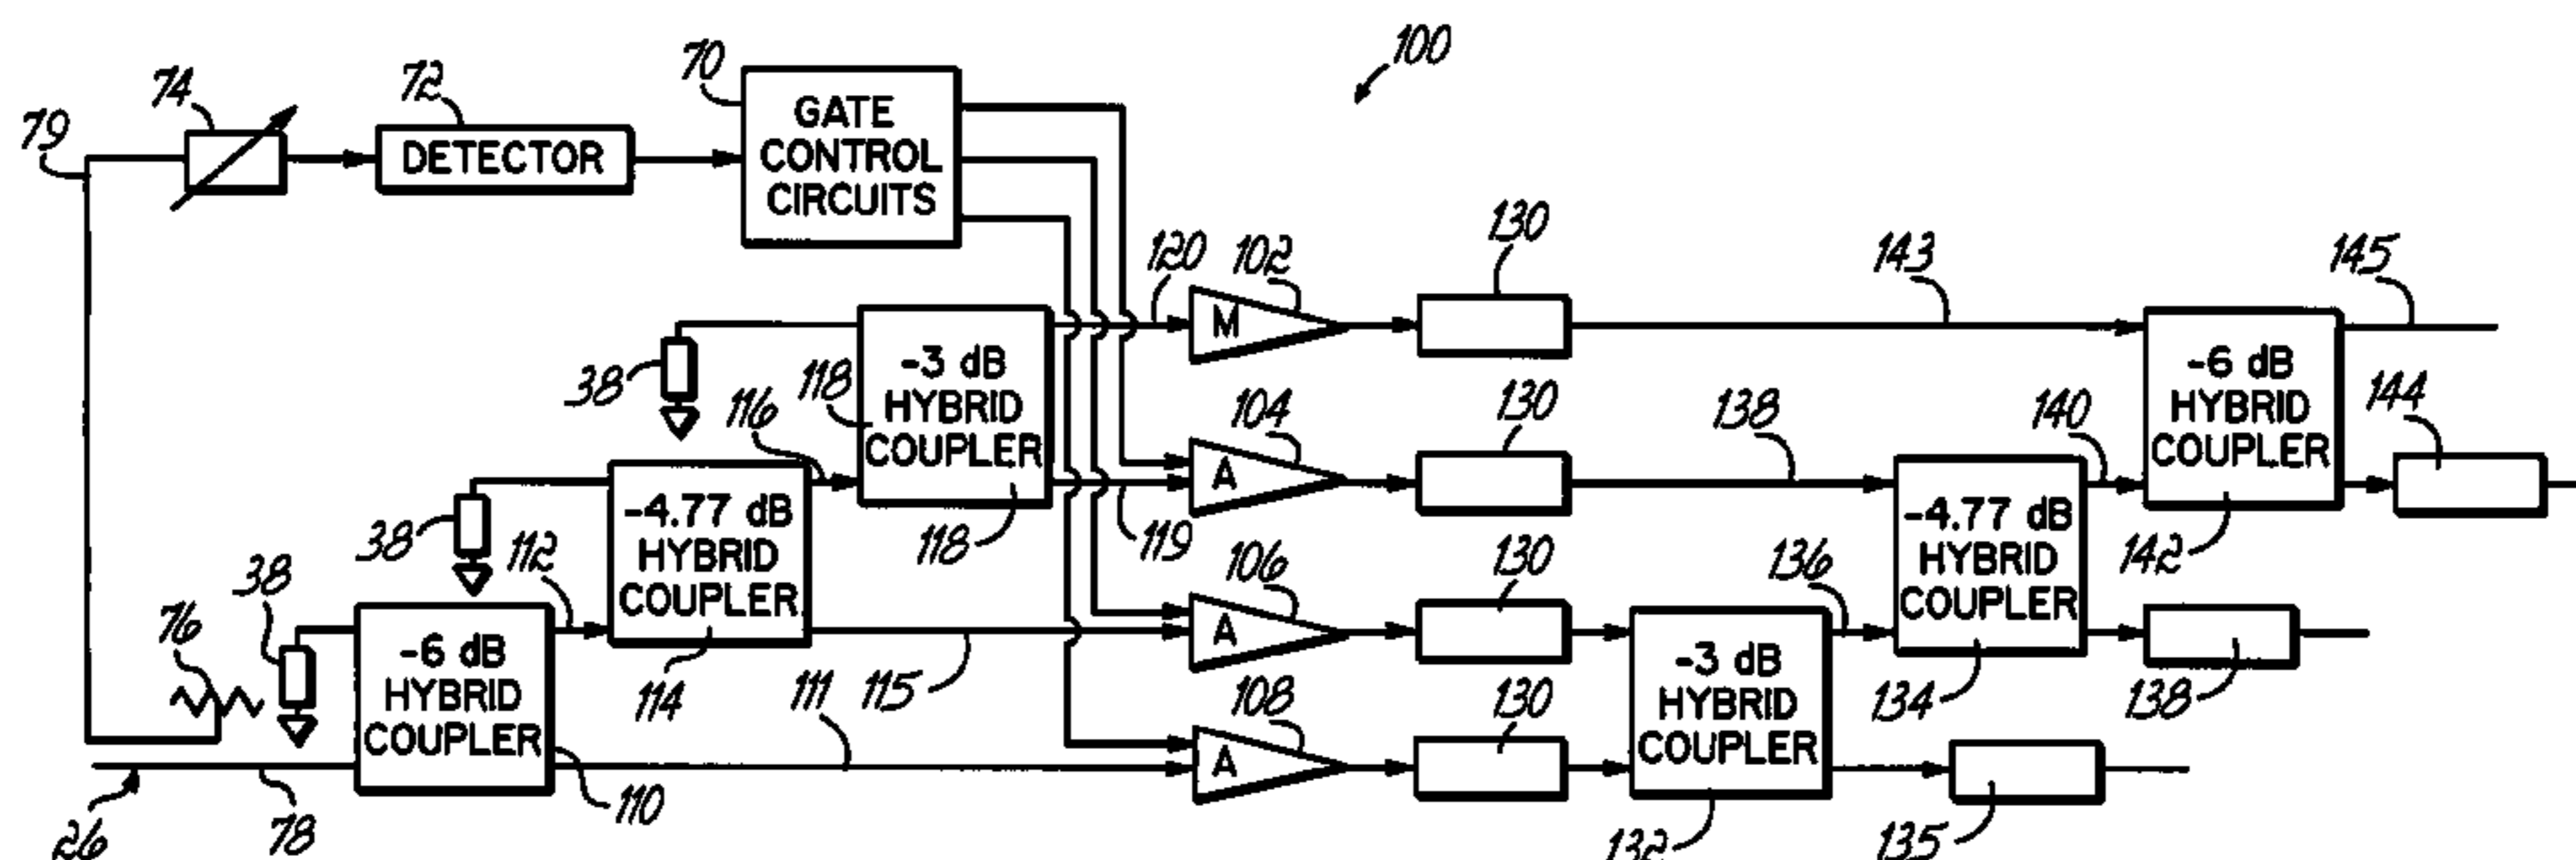 100
79
74
72
DETECTOR
70
GATE
CONTROL
CIRCUITS
120
102
M
130
143
145
38
118
-3 dB
HYBRID
COUPLER
118
119
116
104
A
130
138
140
-6 dB
HYBRID
COUPLER
142
144
38
112
-4.77 dB
HYBRID
COUPLER
114
115
106
A
130
136
-4.77 dB
HYBRID
COUPLER
134
138
76
38
-6 dB
HYBRID
COUPLER
110
111
108
A
130
-3 dB
HYBRID
COUPLER
132
135
26
78